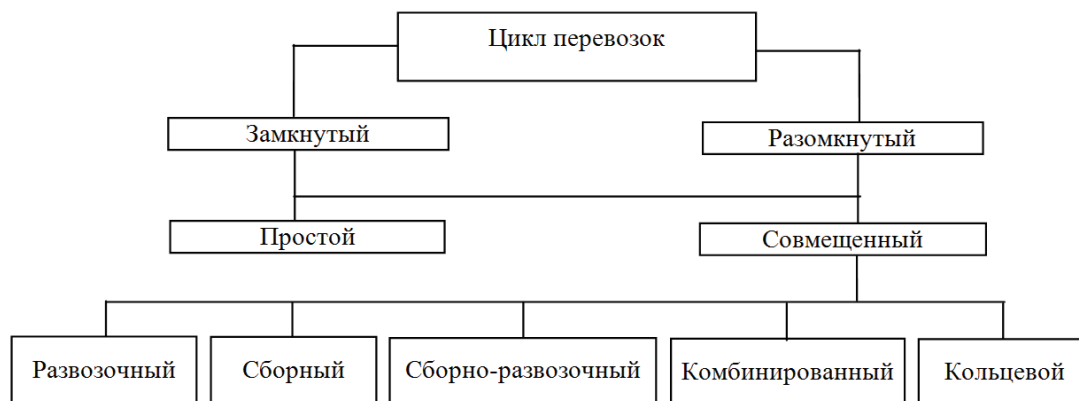 Цикл перевозок
Замкнутый
Разомкнутый
Простой
Совмещенный
Развозочный
Сборный
Сборно-развозочный
Комбинированный
Кольцевой